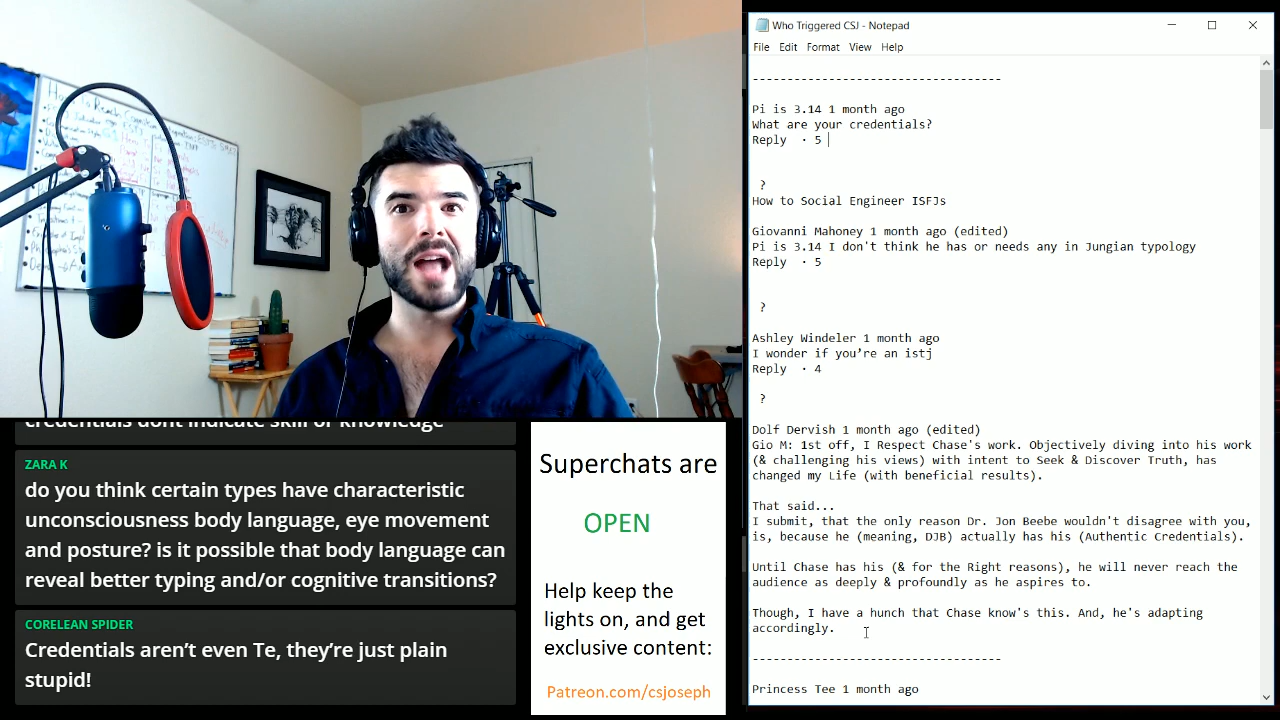 Who Triggered CSJ - Notepad
File Edit Format View Help
-----------------------------------
Pi is 3.14 1 month ago
What are your credentials?
Reply · 5
?
How to Social Engineer ISFJs
Giovanni Mahoney 1 month ago (edited)
Pi is 3.14 I don't think he has or needs any in Jungian typology
Reply · 5
?
Ashley Windeler 1 month ago
I wonder if you’re an istj
Reply · 4
?
Dolf Dervish 1 month ago (edited)
Gio M: 1st off, I Respect Chase's work. Objectively diving into his work
(& challenging his views) with intent to Seek & Discover Truth, has
changed my Life (with beneficial results).
That said...
I submit, that the only reason Dr. Jon Beebe wouldn't disagree with you,
is, because he (meaning, DJB) actually has his (Authentic Credentials).
Until Chase has his (& for the Right reasons), he will never reach the
audience as deeply & profoundly as he aspires to.
Though, I have a hunch that Chase know's this. And, he's adapting
accordingly.
-----------------------------------
Princess Tee 1 month ago
credentials dont indicate skill or knowledge
ZARA K
do you think certain types have characteristic
unconsciousness body language, eye movement
and posture? is it possible that body language can
reveal better typing and/or cognitive transitions?
CORELEAN SPIDER
Credentials aren’t even Te, they’re just plain
stupid!
Superchats are
OPEN
Help keep the
lights on, and get
exclusive content:
Patreon.com/csjoseph